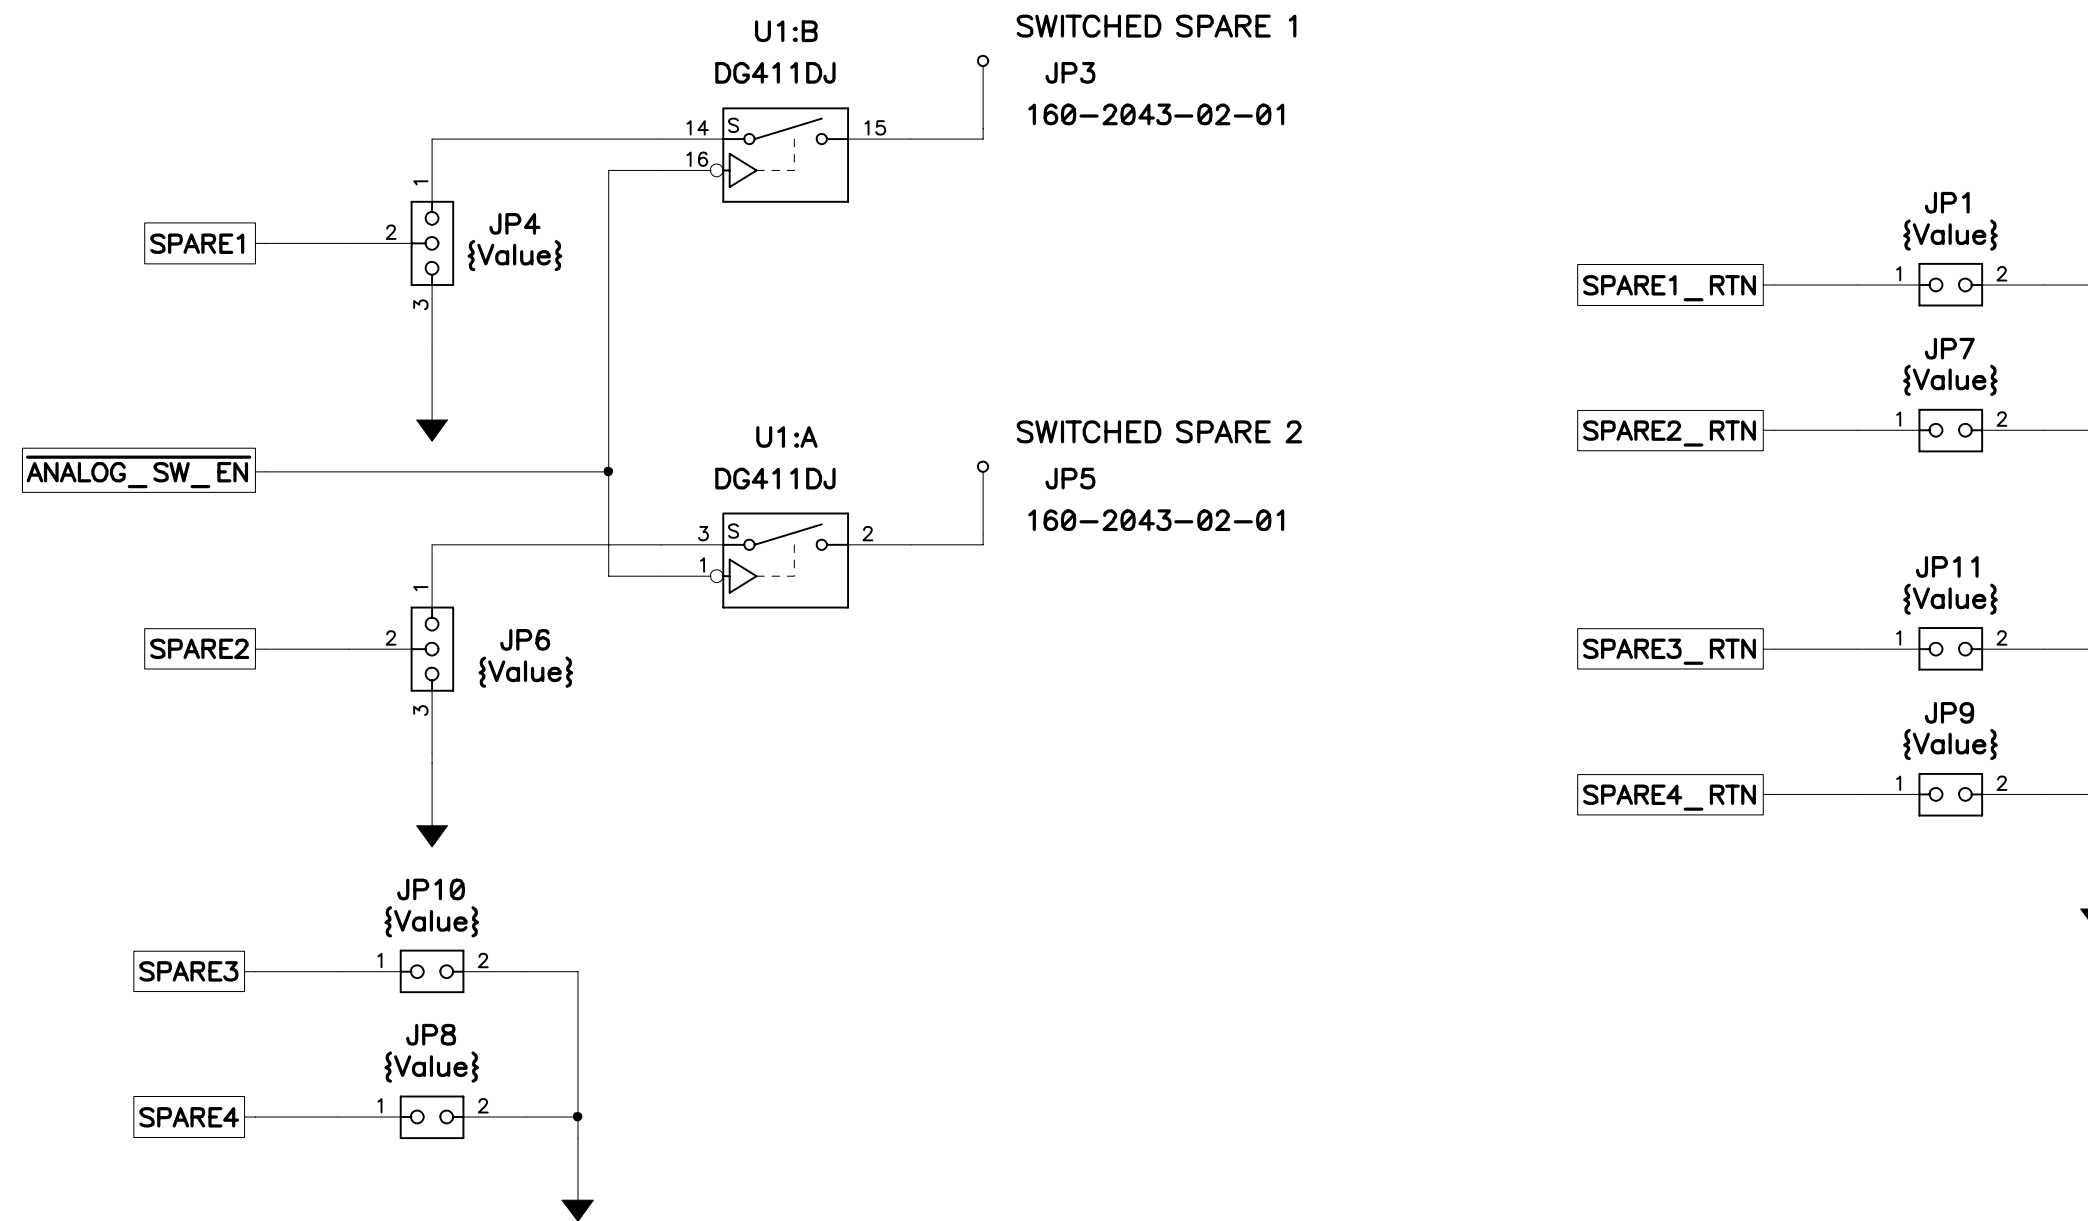 U1:B
DG411DJ
SWITCHED SPARE 1
JP3
160-2043-02-01
14
S
15
16
1
SPARE1
2
JP4
{Value}
3
ANALOG_SW_EN
U1:A
DG411DJ
SWITCHED SPARE 2
JP5
160-2043-02-01
3
S
2
1
1
SPARE2
2
JP6
{Value}
3
JP10
{Value}
SPARE3
1
2
JP8
{Value}
SPARE4
1
2
JP1
{Value}
SPARE1_RTN
1
2
JP7
{Value}
SPARE2_RTN
1
2
JP11
{Value}
SPARE3_RTN
1
2
JP9
{Value}
SPARE4_RTN
1
2